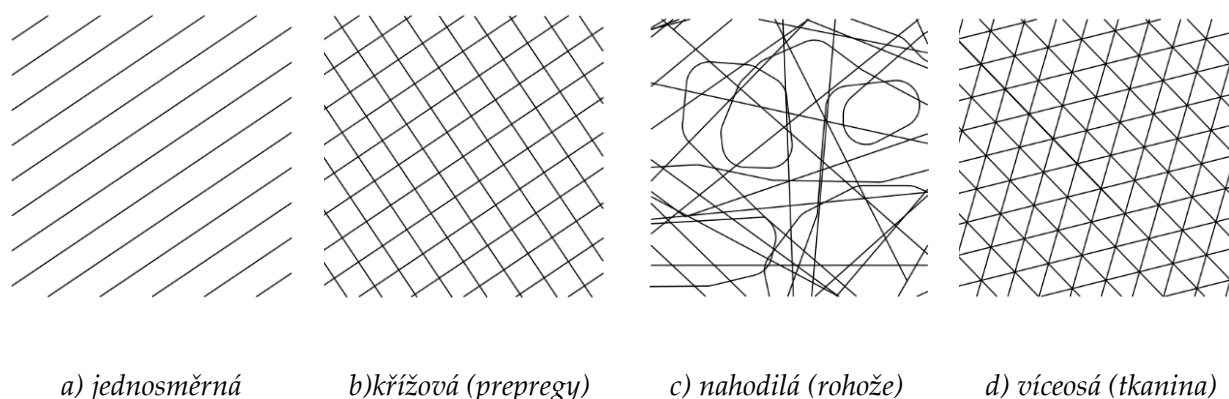 a) jednosměrná b)křížová (prepregy) c) nahodilá (rohože) d) víceosá (tkanina)